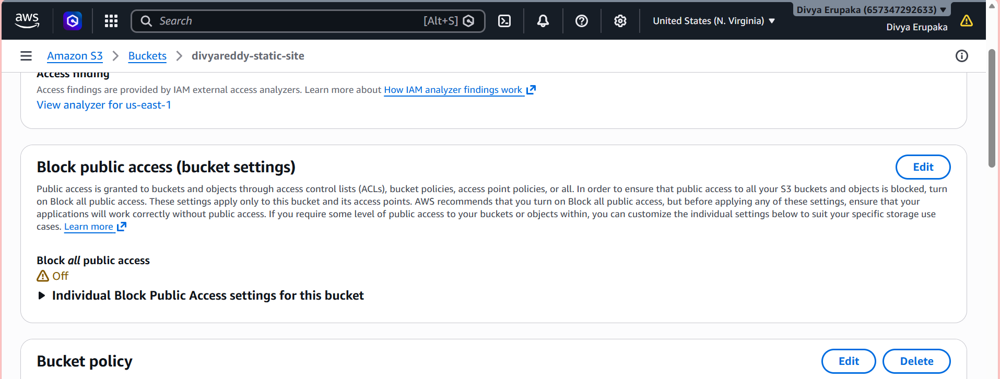 aws
Search [Alt+S]
United States (N. Virginia)
Divya Erupaka (657347292633)
Divya Erupaka
Amazon S3 > Buckets > divyareddy-static-site
Access finding
Access findings are provided by IAM external access analyzers. Learn more about How IAM analyzer findings work
View analyzer for us-east-1
Block public access (bucket settings)
Edit
Public access is granted to buckets and objects through access control lists (ACLs), bucket policies, access point policies, or all. In order to ensure that public access to all your S3 buckets and objects is blocked, turn
on Block all public access. These settings apply only to this bucket and its access points. AWS recommends that you turn on Block all public access, but before applying any of these settings, ensure that your
applications will work correctly without public access. If you require some level of public access to your buckets or objects within, you can customize the individual settings below to suit your specific storage use
cases. Learn more
Block all public access
Off
Individual Block Public Access settings for this bucket
Bucket policy
Edit Delete